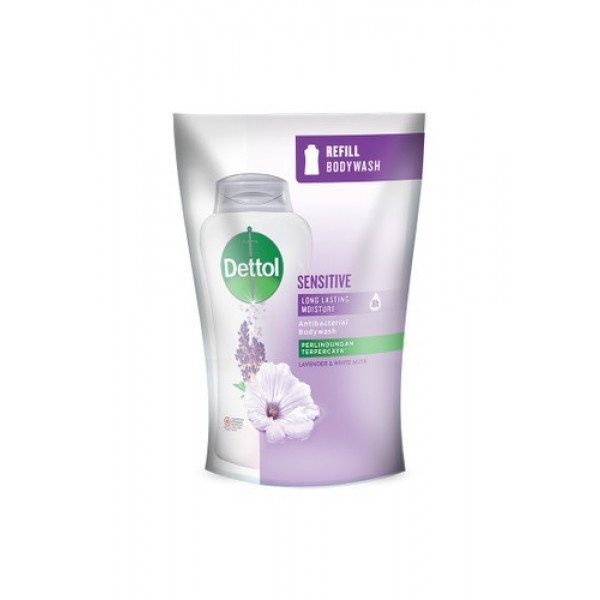 REFILL
BODYWASH
Dettol
SENSITIVE
LONG LASTING
MOISTURE
Antibacterial
Bodywash
PERLINDUNGAN
TERPERCAYA*
LAVENDER & WHITE MUSK